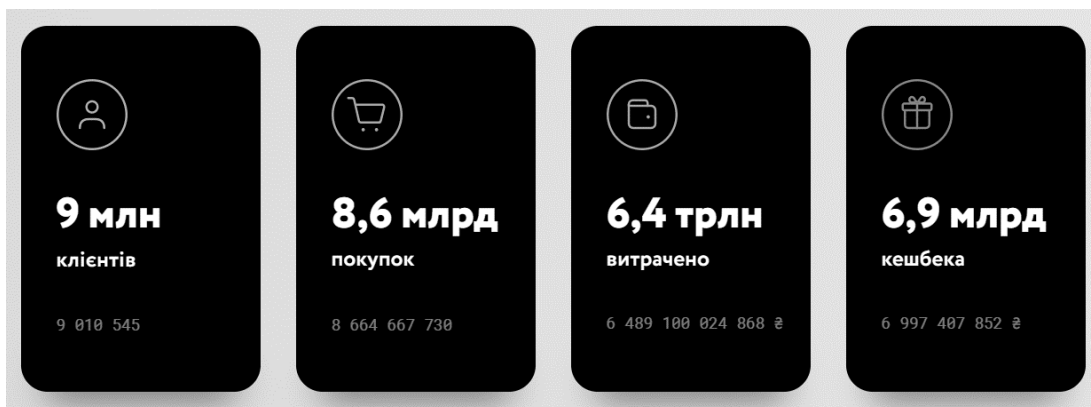 9 млн
клієнтів
9 010 545
8,6 млрд
покупок
8 664 667 730
6,4 трлн
витрачено
6 489 100 024 868 ₴
6,9 млрд
кешбека
6 997 407 852 ₴